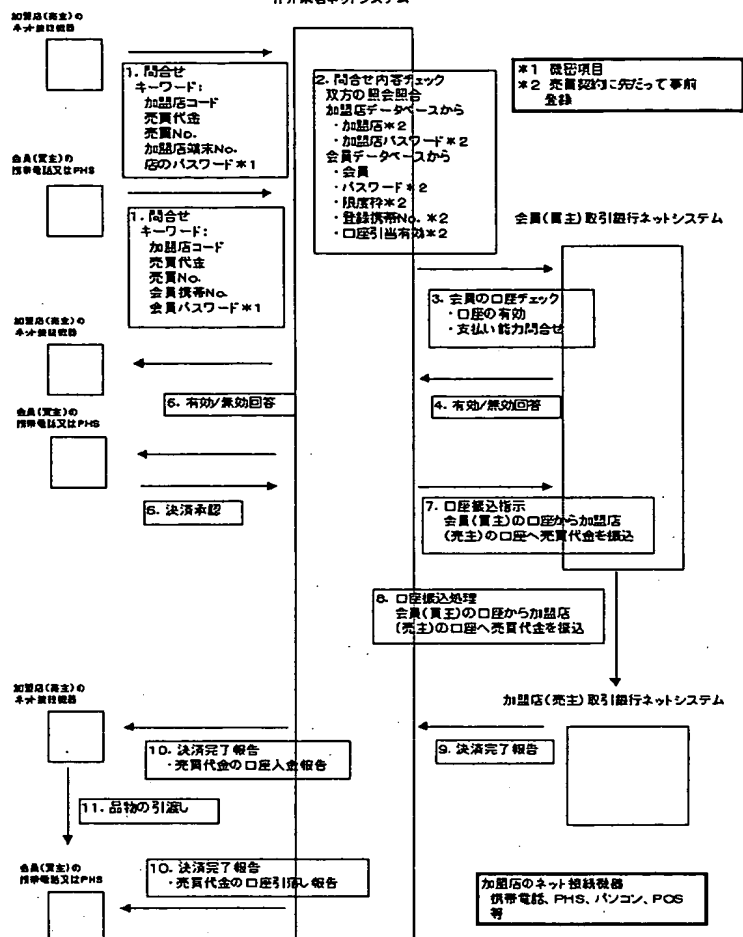 加盟店(売主)の
ネット接続機器
1. 問合せ
キーワード:
加盟店コード
売買代金
売買No.
加盟店端末No.
店のパスワード*1
2. 問合せ内容チェック
双方の照会照合
加盟店データベースから
・加盟店*2
・加盟店パスワード*2
会員データベースから
・会員
・パスワード*2
・限度枠*2
・登録携帯No. *2
・口座引当有効*2
*1 機密項目
*2 売買契約に先だって事前
登録
会員(買主)の
携帯電話又はPHS
1. 問合せ
キーワード:
加盟店コード
売買代金
売買No.
会員携帯No.
会員パスワード*1
会員(買主)取引銀行ネットシステム
3. 会員の口座チェック
・口座の有効
・支払い能力問合せ
加盟店(売主)の
ネット接続機器
5. 有効/無効回答
4. 有効/無効回答
会員(買主)の
携帯電話又はPHS
6. 決済承認
7. 口座振込指示
会員(買主)の口座から加盟店
(売主)の口座へ売買代金を振込
8. 口座振込処理
会員(買主)の口座から加盟店
(売主)の口座へ売買代金を振込
加盟店(売主)の
ネット接続機器
加盟店(売主)取引銀行ネットシステム
10. 決済完了報告
・売買代金の口座入金報告
9. 決済完了報告
11. 品物の引渡し
会員(買主)の
携帯電話又はPHS
10. 決済完了報告
・売買代金の口座引落し報告
加盟店のネット接続機器
携帯電話、PHS、パソコン、POS
等